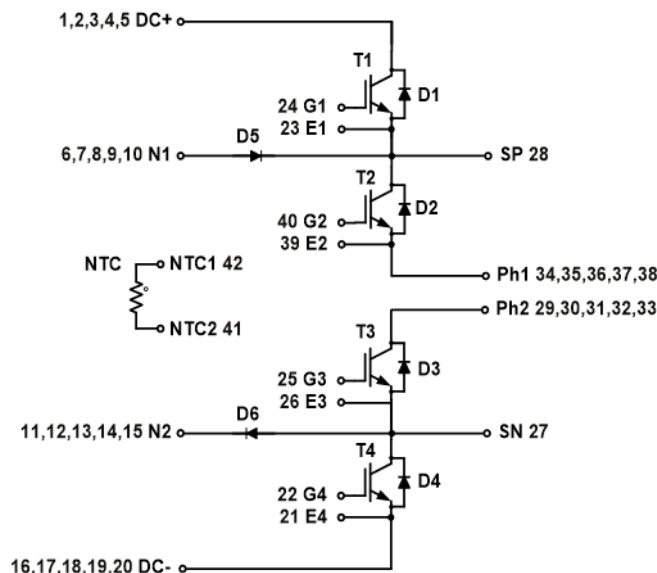 1,2,3,4,5 DC+
T1
D1
24 G1
23 E1
D5
6,7,8,9,10 N1
SP 28
T2
D2
40 G2
39 E2
NTC
NTC1 42
Ph1 34,35,36,37,38
Ph2 29,30,31,32,33
NTC2 41
T3
D3
25 G3
26 E3
D6
11,12,13,14,15 N2
SN 27
T4
D4
22 G4
21 E4
16,17,18,19,20 DC-